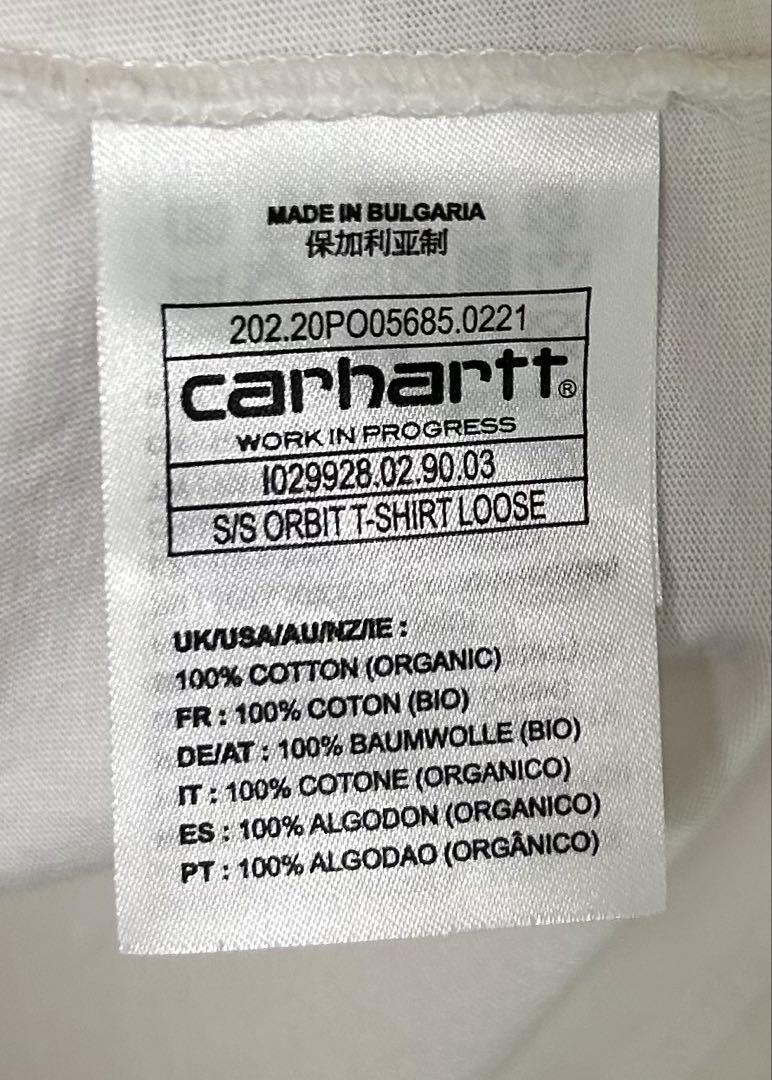 MADE IN BULGARIA
保加利亚制
202.20PO05685.0221
carhartt®
WORK IN PROGRESS
I029928.02.90.03
S/S ORBIT T-SHIRT LOOSE
UK/USA/AU/NZ/IE :
100% COTTON (ORGANIC)
FR : 100% COTON (BIO)
DE/AT : 100% BAUMWOLLE (BIO)
IT : 100% COTONE (ORGANICO)
ES : 100% ALGODON (ORGANICO)
PT : 100% ALGODAO (ORGÂNICO)